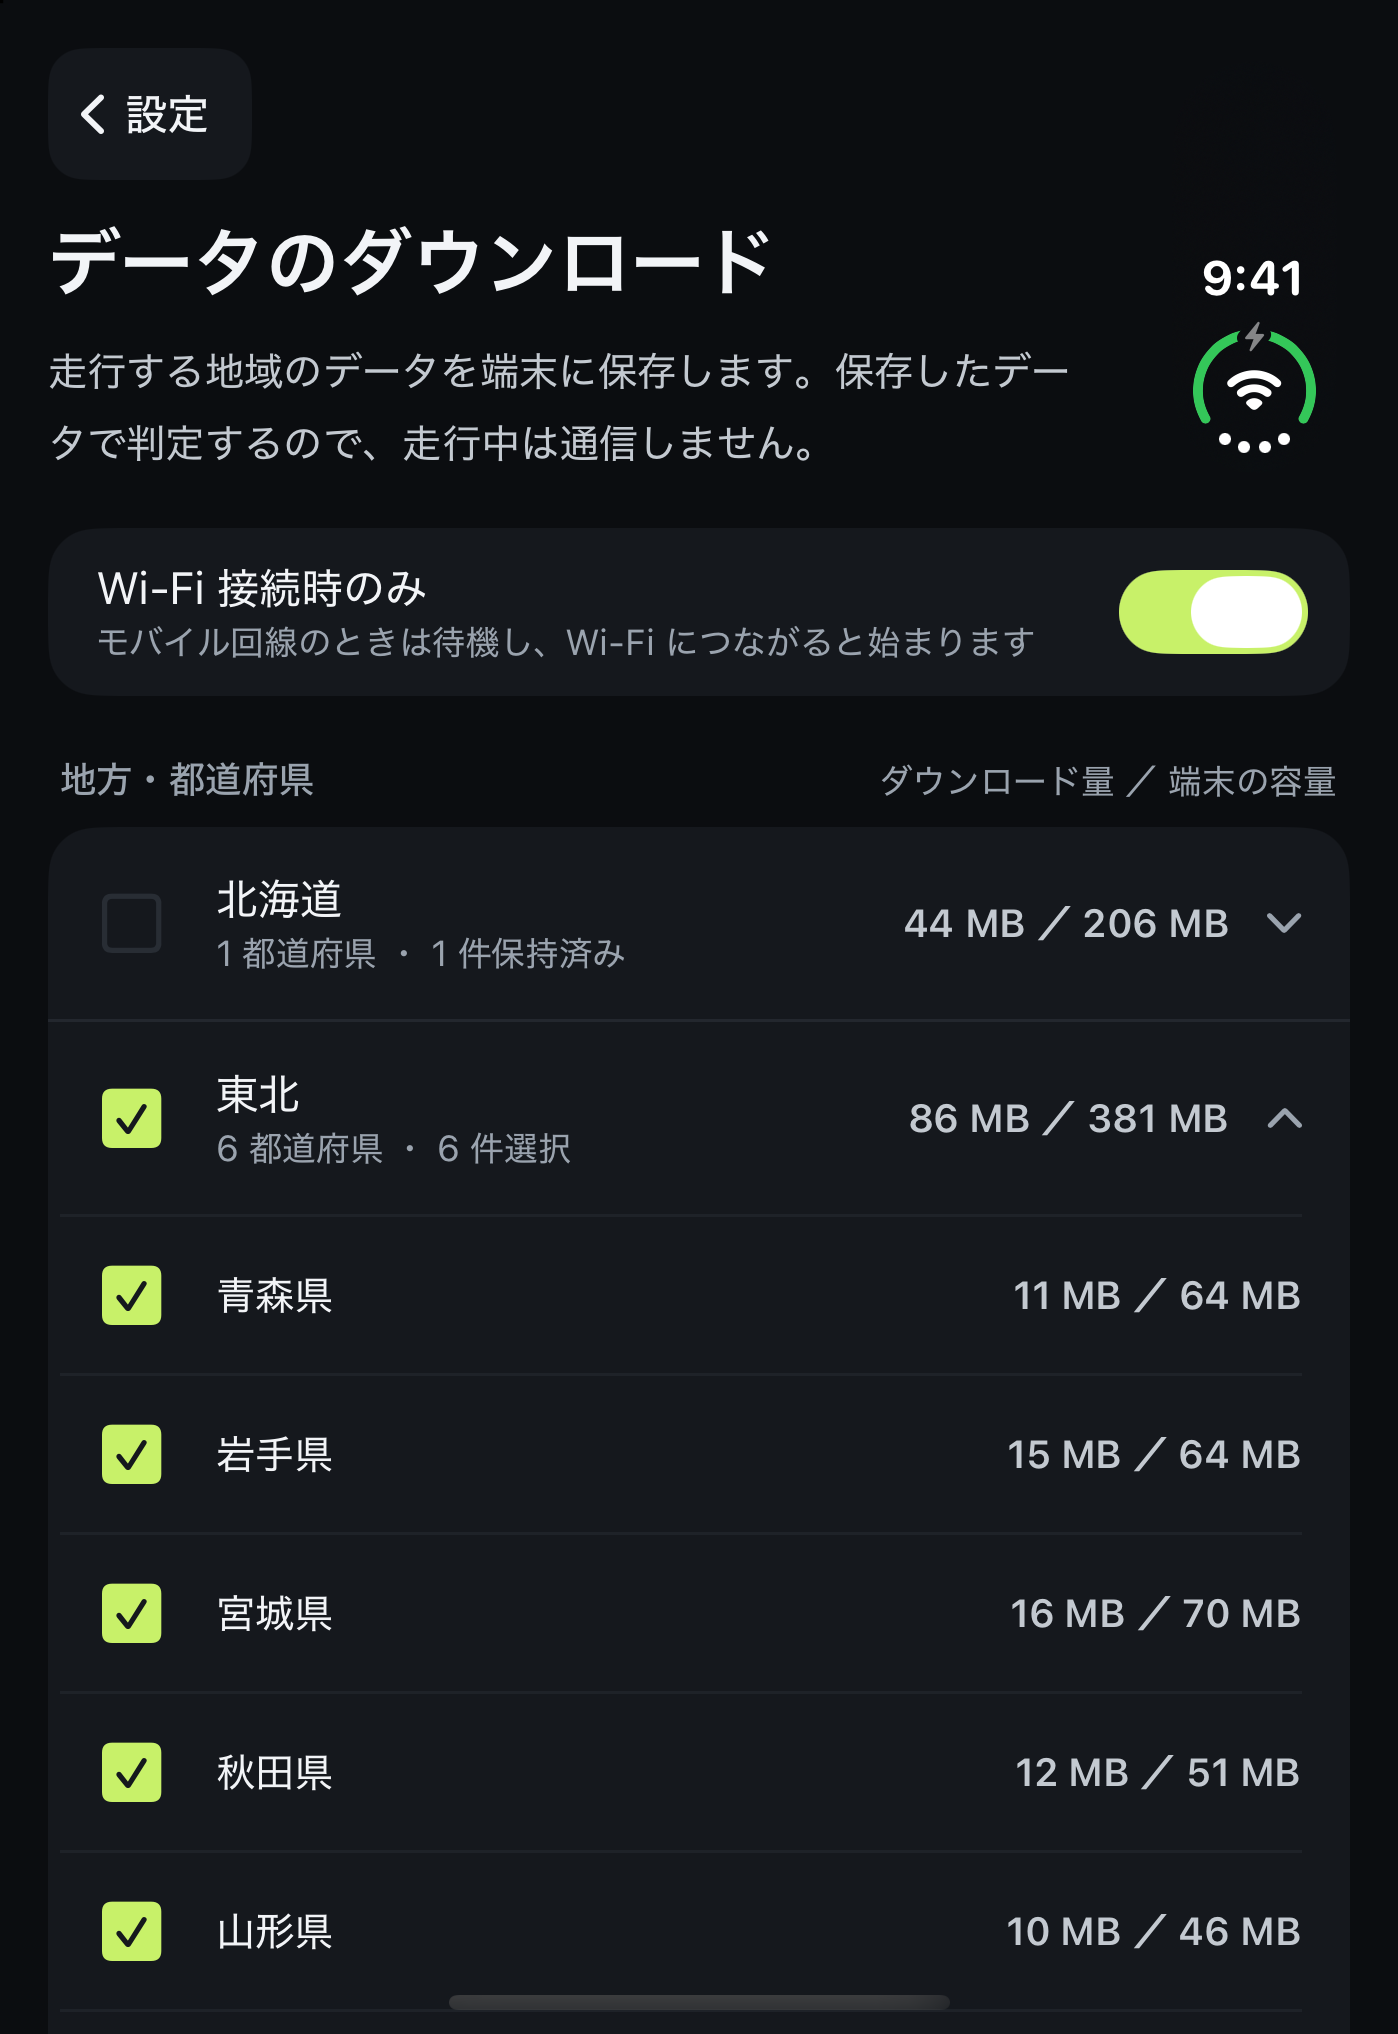 設定
データのダウンロード
9:41
走行する地域のデータを端末に保存します。保存したデー
タで判定するので、走行中は通信しません。
Wi-Fi 接続時のみ
モバイル回線のときは待機し、Wi-Fi につながると始まります
地方・都道府県 ダウンロード量 ／ 端末の容量
北海道
1 都道府県 ・ 1 件保持済み
44 MB ／ 206 MB
東北
6 都道府県 ・ 6 件選択
86 MB ／ 381 MB
青森県 11 MB ／ 64 MB
岩手県 15 MB ／ 64 MB
宮城県 16 MB ／ 70 MB
秋田県 12 MB ／ 51 MB
山形県 10 MB ／ 46 MB